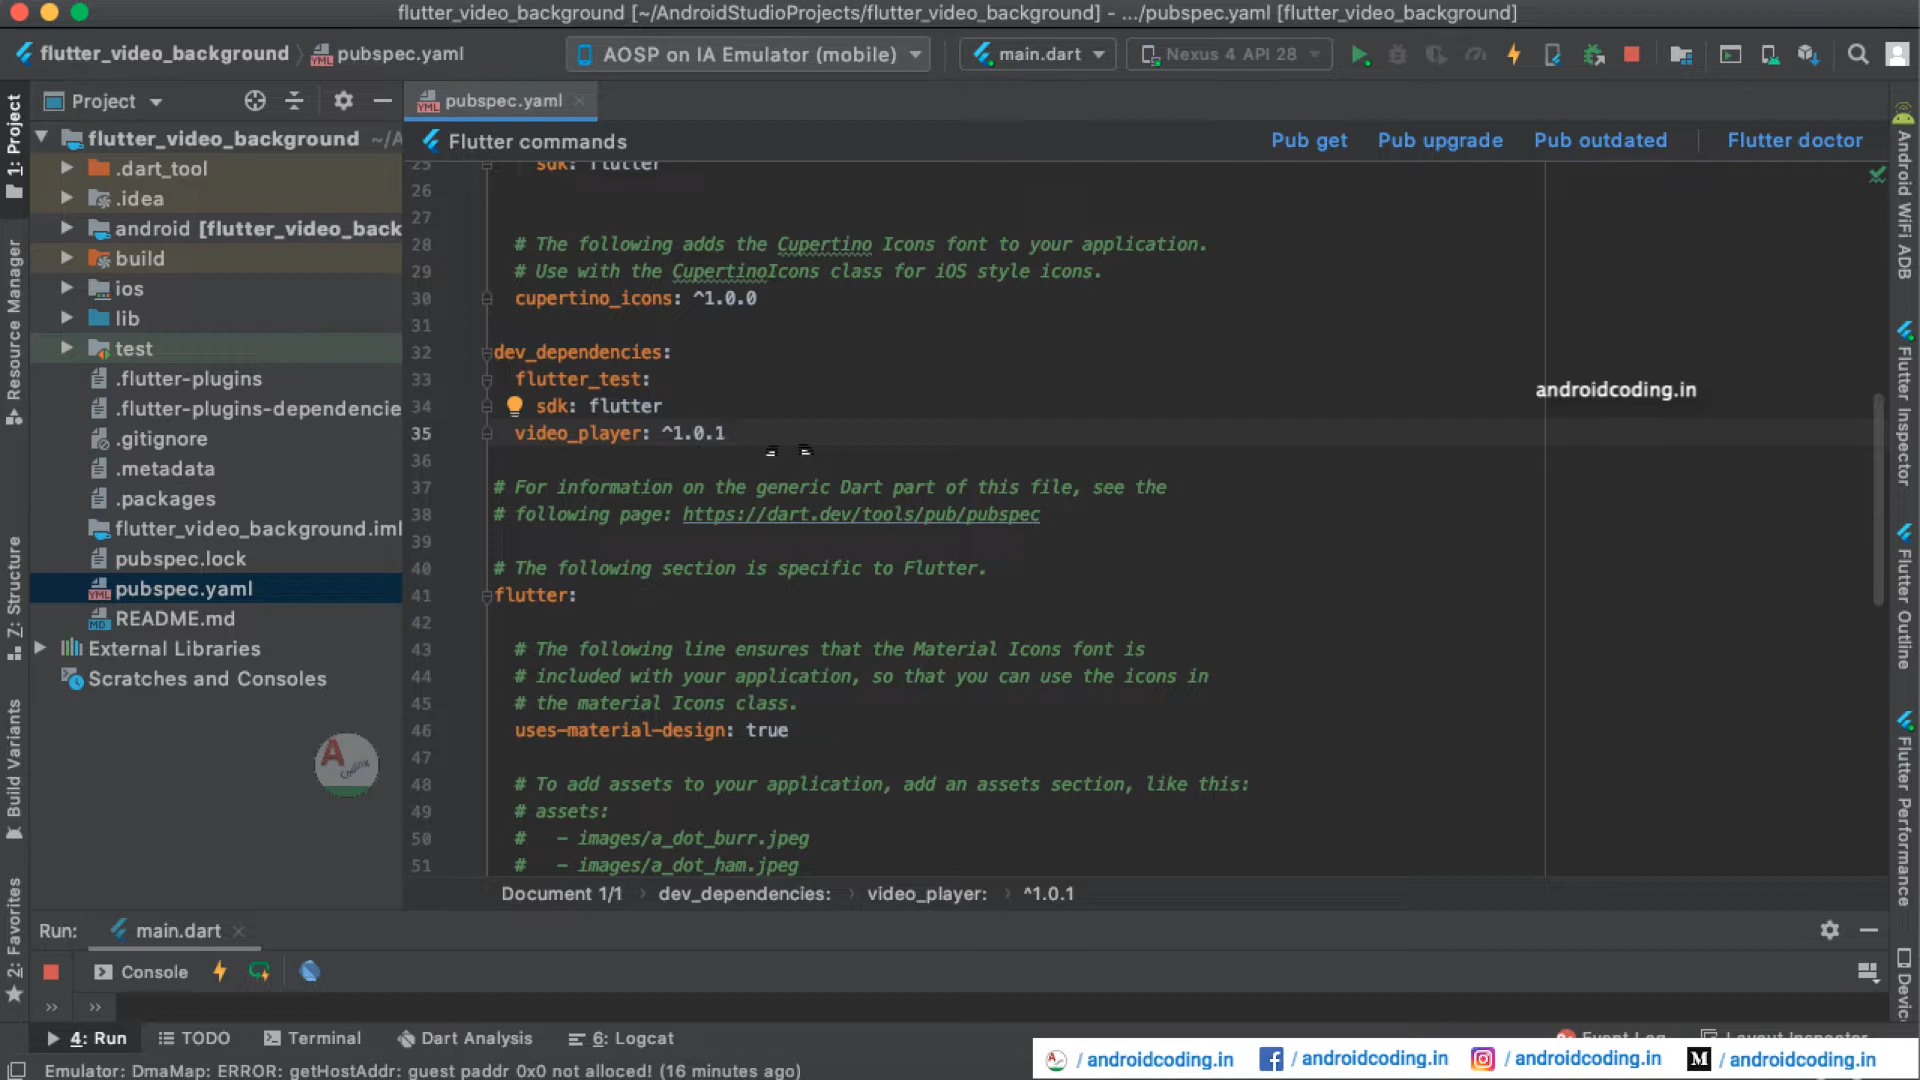 flutter_video_background [~/AndroidStudioProjects/flutter_video_background] - .../pubspec.yaml [flutter_video_background]
flutter_video_background pubspec.yaml AOSP on IA Emulator (mobile) main.dart Nexus 4 API 28
Project pubspec.yaml
Flutter commands Pub get Pub upgrade Pub outdated Flutter doctor
flutter_video_background ~/A
.dart_tool
.idea
android [flutter_video_back
build
ios
lib
test
.flutter-plugins
.flutter-plugins-dependencie
.gitignore
.metadata
.packages
flutter_video_background.iml
pubspec.lock
pubspec.yaml
README.md
External Libraries
Scratches and Consoles
25 sdk: flutter
26
27
28 # The following adds the Cupertino Icons font to your application.
29 # Use with the CupertinoIcons class for iOS style icons.
30 cupertino_icons: ^1.0.0
31
32 dev_dependencies:
33 flutter_test:
34 sdk: flutter
35 video_player: ^1.0.1
36
37 # For information on the generic Dart part of this file, see the
38 # following page: https://dart.dev/tools/pub/pubspec
39
40 # The following section is specific to Flutter.
41 flutter:
42
43 # The following line ensures that the Material Icons font is
44 # included with your application, so that you can use the icons in
45 # the material Icons class.
46 uses-material-design: true
47
48 # To add assets to your application, add an assets section, like this:
49 # assets:
50 # - images/a_dot_burr.jpeg
51 # - images/a_dot_ham.jpeg
androidcoding.in
A Coding
Document 1/1 dev_dependencies: video_player: ^1.0.1
1: Project
Resource Manager
Z: Structure
Build Variants
2: Favorites
Android WiFi ADB
Flutter Inspector
Flutter Outline
Flutter Performance
Devic
Run: main.dart
Console
4: Run TODO Terminal Dart Analysis 6: Logcat Event Log Layout Inspector
Emulator: DmaMap: ERROR: getHostAddr: guest paddr 0x0 not alloced! (16 minutes ago)
/ androidcoding.in / androidcoding.in / androidcoding.in / androidcoding.in